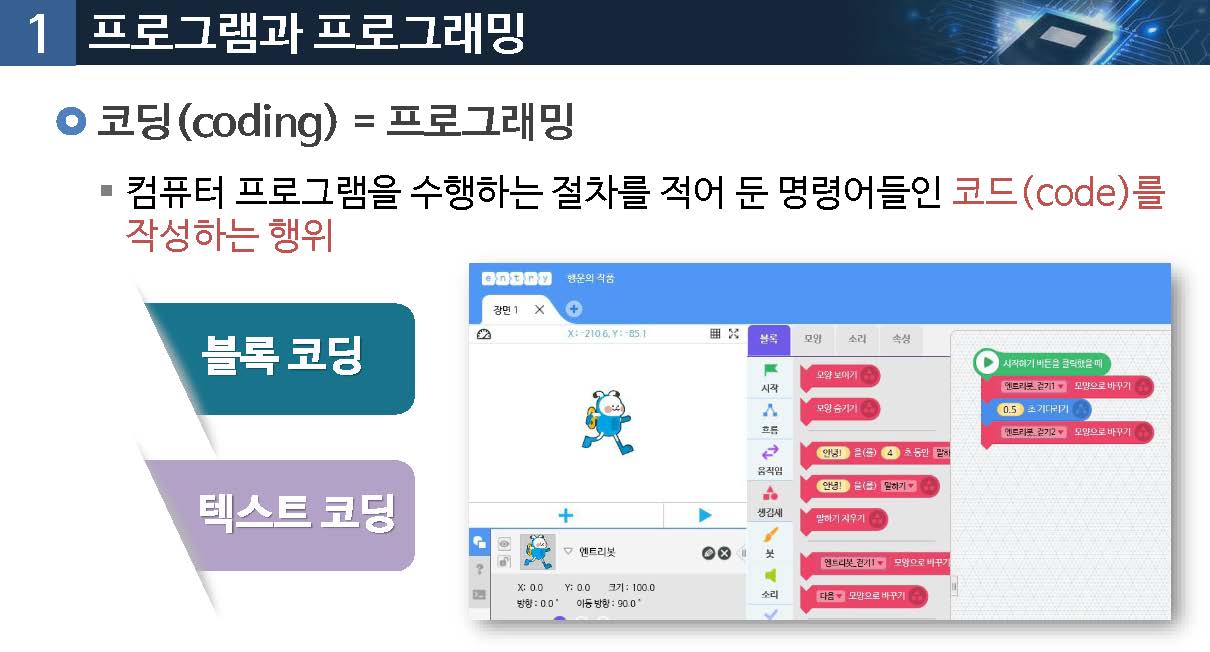 1 프로그램과 프로그래밍
코딩(coding) = 프로그래밍
컴퓨터 프로그램을 수행하는 절차를 적어 둔 명령어들인 코드(code)를
작성하는 행위
블록 코딩
텍스트 코딩
entry 행운의 작품
장면 1
X: -210.6, Y: -85.1
엔트리봇
X: 0.0 Y: 0.0 크기: 100.0
방향: 0.0˚ 이동 방향: 90.0˚
블록 모양 소리 속성
시작
흐름
움직임
생김새
붓
소리
모양 보이기
모양 숨기기
안녕! 을(를) 4 초 동안 말하
안녕! 을(를) 말하기
말하기 지우기
엔트리봇_걷기1 모양으로 바꾸기
다음 모양으로 바꾸기
시작하기 버튼을 클릭했을 때
엔트리봇_걷기1 모양으로 바꾸기
0.5 초 기다리기
엔트리봇_걷기2 모양으로 바꾸기